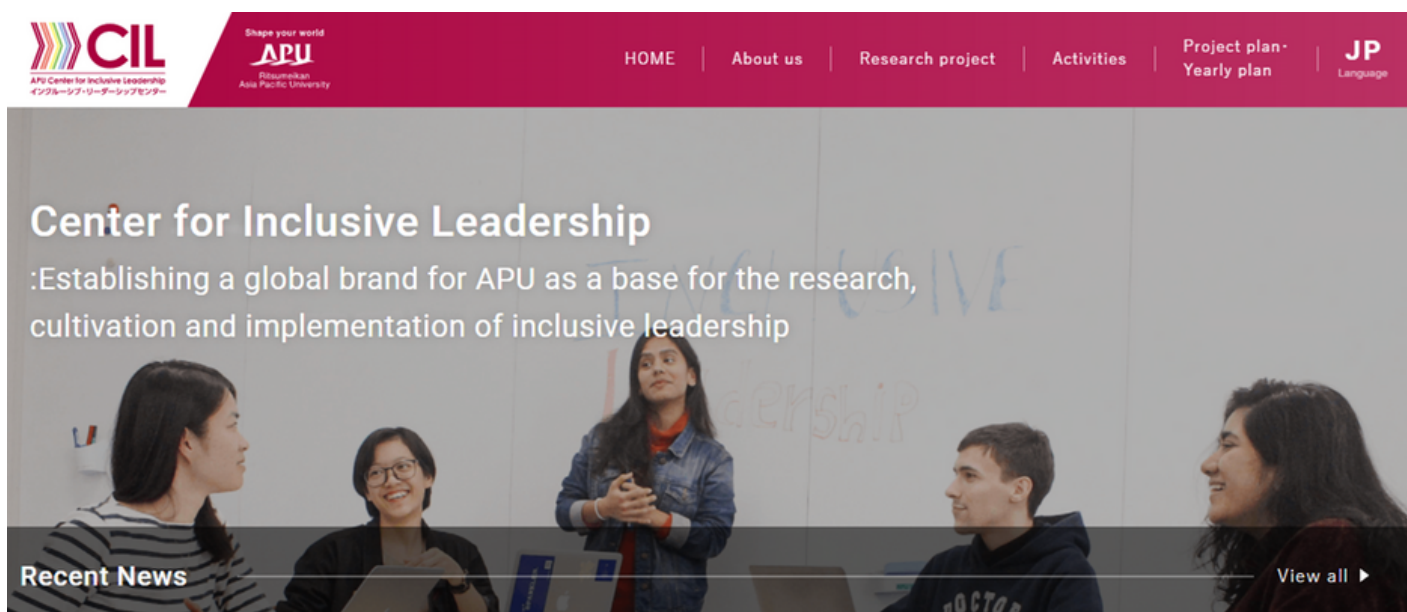 CIL
APU Center for Inclusive Leadership
インクルーシブ・リーダーシップセンター
Shape your world
APU
Ritsumeikan
Asia Pacific University
HOME
About us
Research project
Activities
Project plan・
Yearly plan
JP
Language
Center for Inclusive Leadership
:Establishing a global brand for APU as a base for the research,
cultivation and implementation of inclusive leadership
INCLUSIVE
Leadership
Recent News
View all